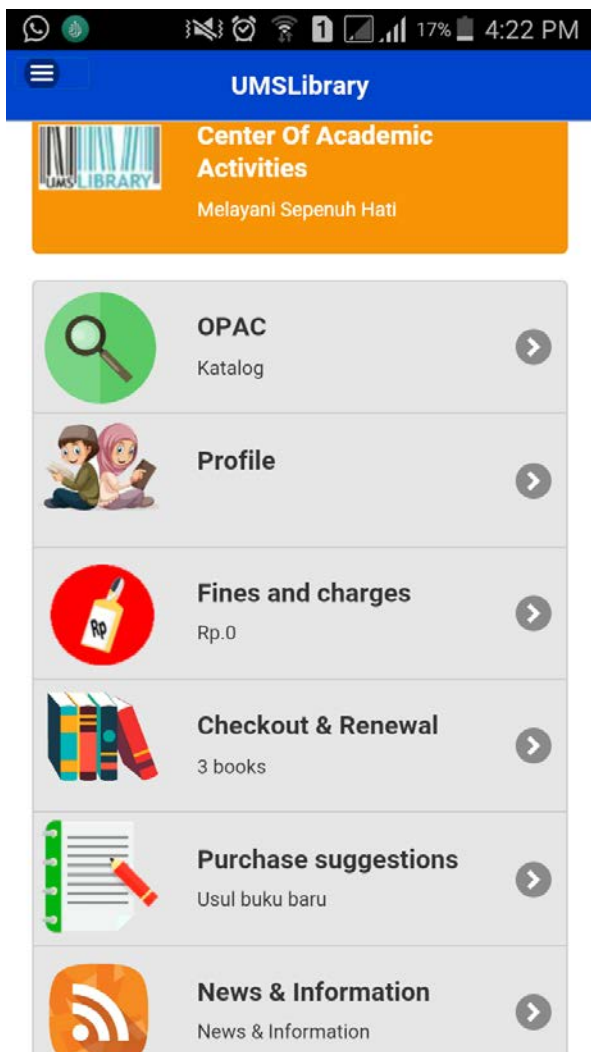 1 17% 4:22 PM
UMSLibrary
UMS LIBRARY
Center Of Academic
Activities
Melayani Sepenuh Hati
OPAC
Katalog
Profile
Rp
Fines and charges
Rp.0
Checkout & Renewal
3 books
Purchase suggestions
Usul buku baru
News & Information
News & Information